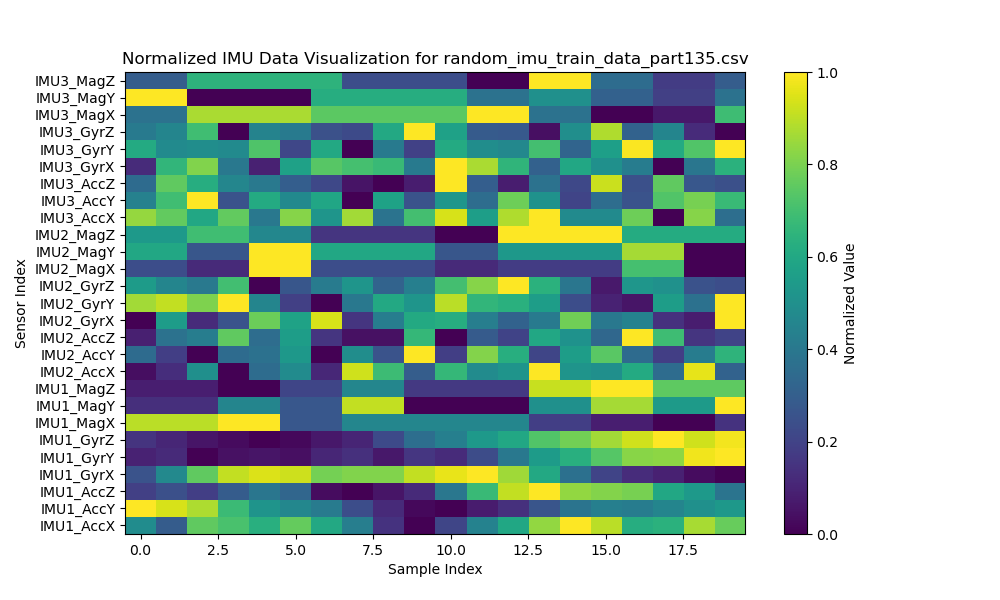 Normalized IMU Data Visualization for random_imu_train_data_part135.csv
IMU3_MagZ
IMU3_MagY
IMU3_MagX
IMU3_GyrZ
IMU3_GyrY
IMU3_GyrX
IMU3_AccZ
IMU3_AccY
IMU3_AccX
IMU2_MagZ
IMU2_MagY
IMU2_MagX
IMU2_GyrZ
IMU2_GyrY
IMU2_GyrX
IMU2_AccZ
IMU2_AccY
IMU2_AccX
IMU1_MagZ
IMU1_MagY
IMU1_MagX
IMU1_GyrZ
IMU1_GyrY
IMU1_GyrX
IMU1_AccZ
IMU1_AccY
IMU1_AccX
Sensor Index
0.0 2.5 5.0 7.5 10.0 12.5 15.0 17.5
Sample Index
1.0
0.8
0.6
0.4
0.2
0.0
Normalized Value